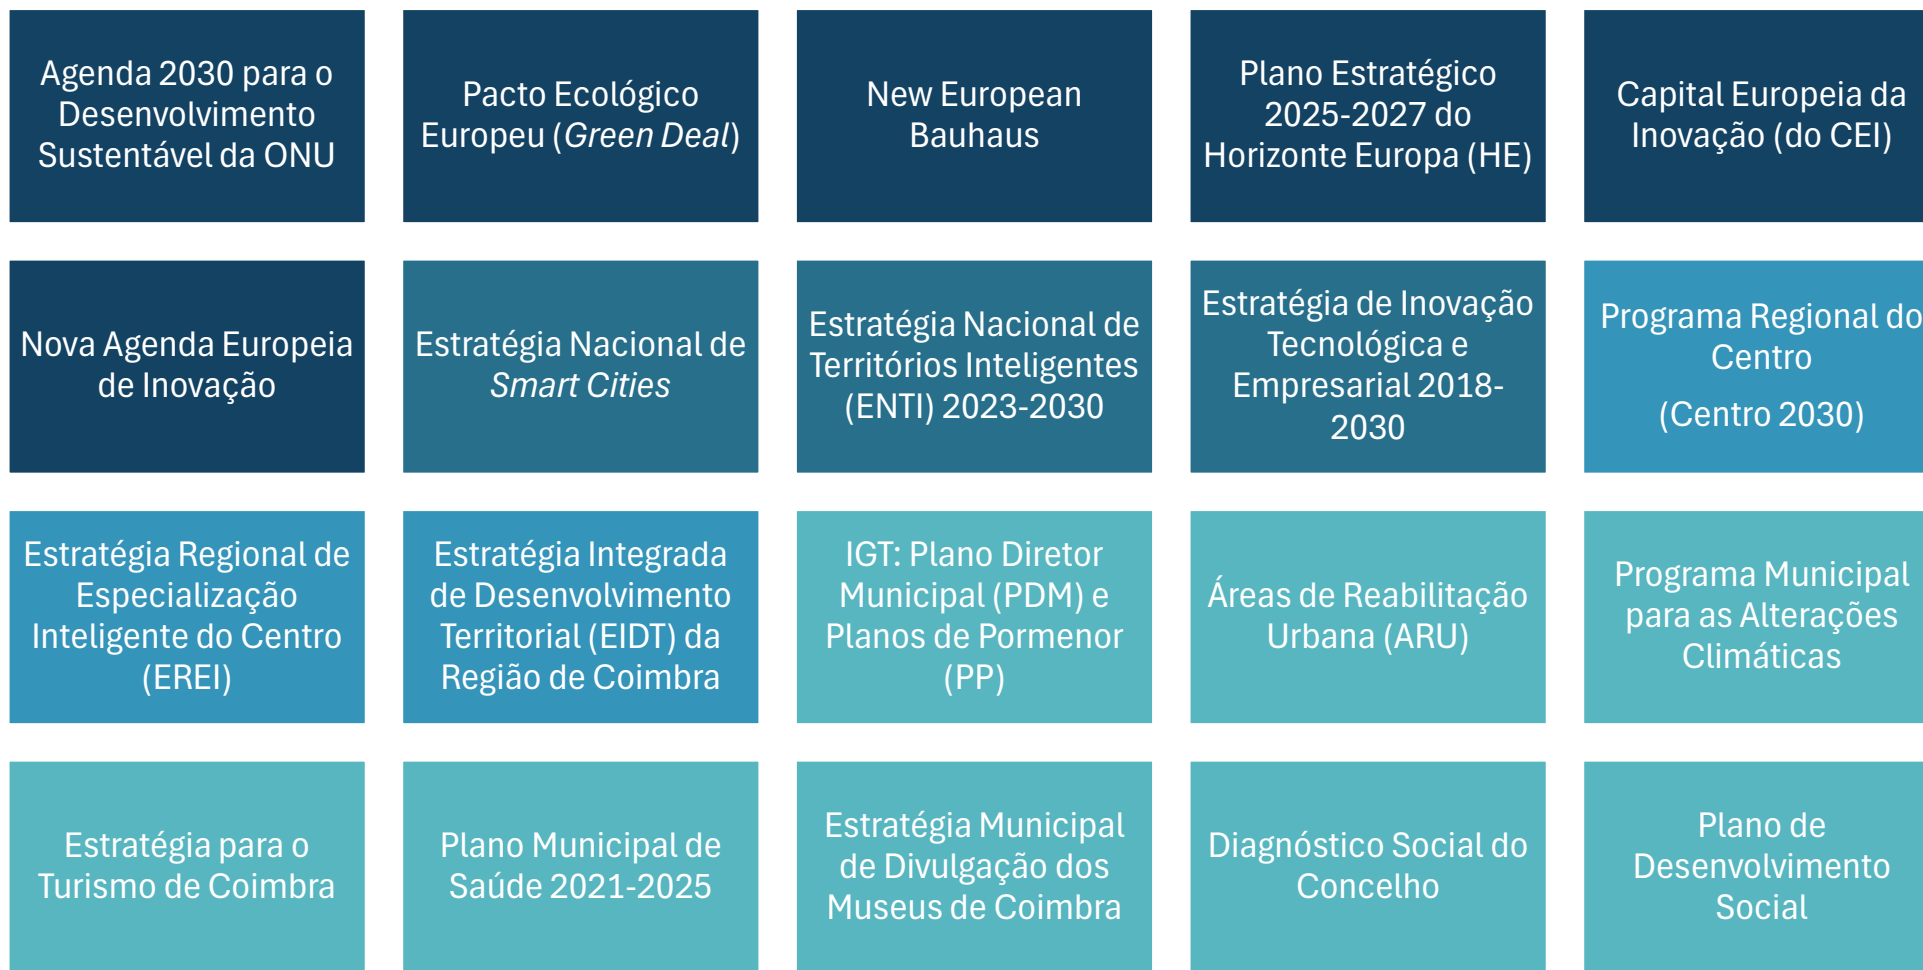 Agenda 2030 para o
Desenvolvimento
Sustentável da ONU
Pacto Ecológico
Europeu (Green Deal)
New European
Bauhaus
Plano Estratégico
2025-2027 do
Horizonte Europa (HE)
Capital Europeia da
Inovação (do CEI)
Nova Agenda Europeia
de Inovação
Estratégia Nacional de
Smart Cities
Estratégia Nacional de
Territórios Inteligentes
(ENTI) 2023-2030
Estratégia de Inovação
Tecnológica e
Empresarial 2018-
2030
Programa Regional do
Centro
(Centro 2030)
Estratégia Regional de
Especialização
Inteligente do Centro
(EREI)
Estratégia Integrada
de Desenvolvimento
Territorial (EIDT) da
Região de Coimbra
IGT: Plano Diretor
Municipal (PDM) e
Planos de Pormenor
(PP)
Áreas de Reabilitação
Urbana (ARU)
Programa Municipal
para as Alterações
Climáticas
Estratégia para o
Turismo de Coimbra
Plano Municipal de
Saúde 2021-2025
Estratégia Municipal
de Divulgação dos
Museus de Coimbra
Diagnóstico Social do
Concelho
Plano de
Desenvolvimento
Social